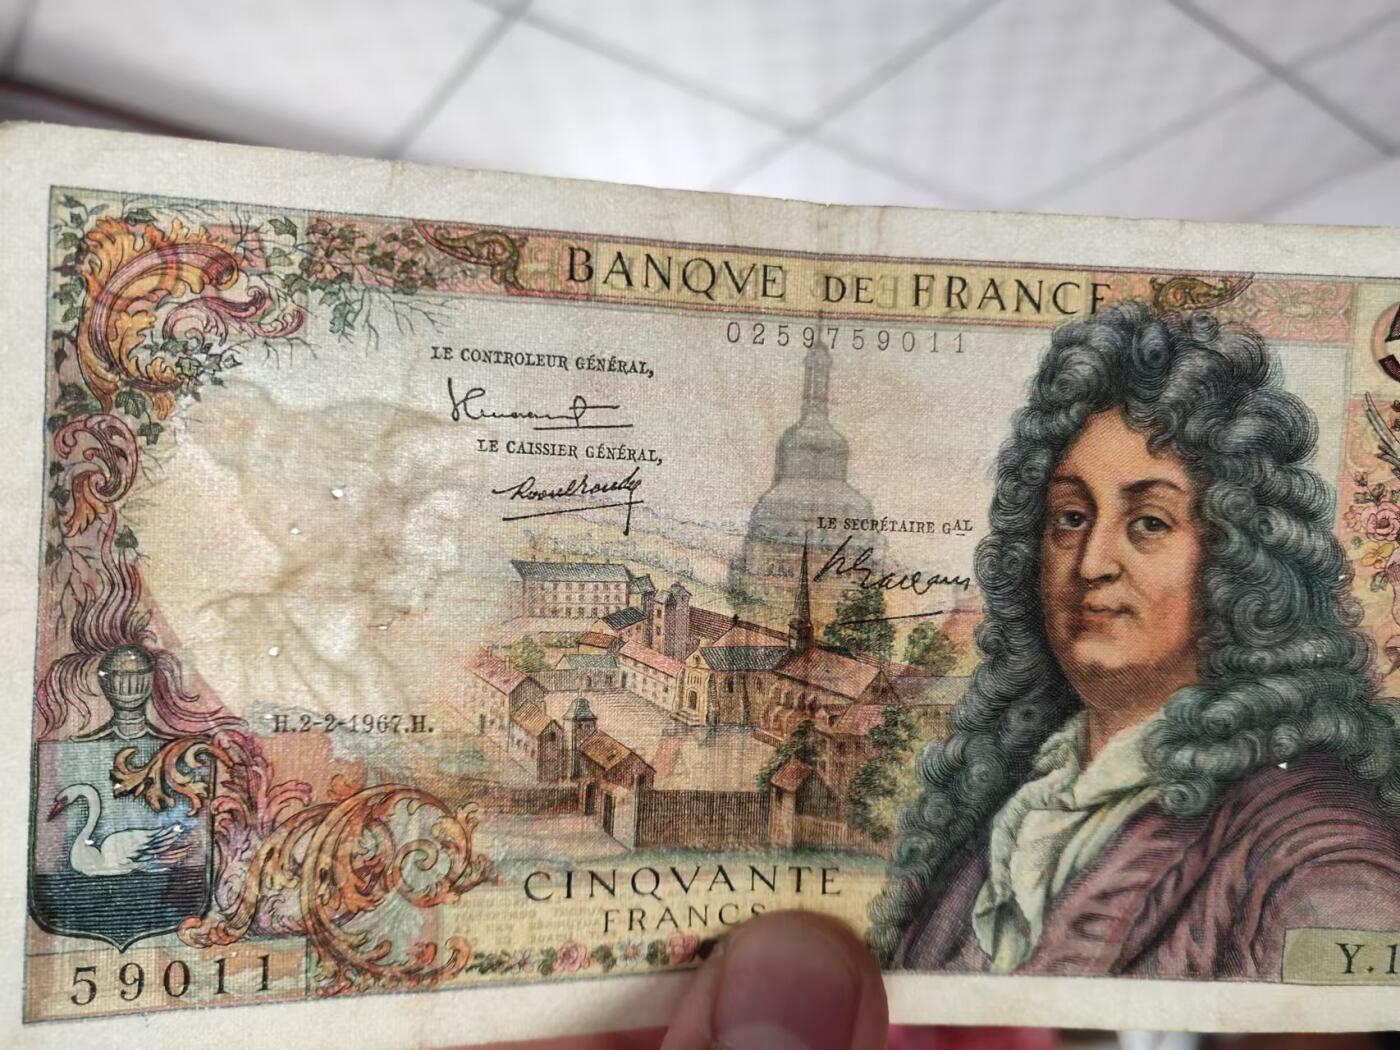 BANQVE DE FRANCE
0259759011
LE CONTROLEUR GÉNÉRAL,
LE CAISSIER GÉNÉRAL,
LE SECRÉTAIRE GAL
H.2-2-1967.H.
CINQVANTE
FRANCS
59011
Y.1